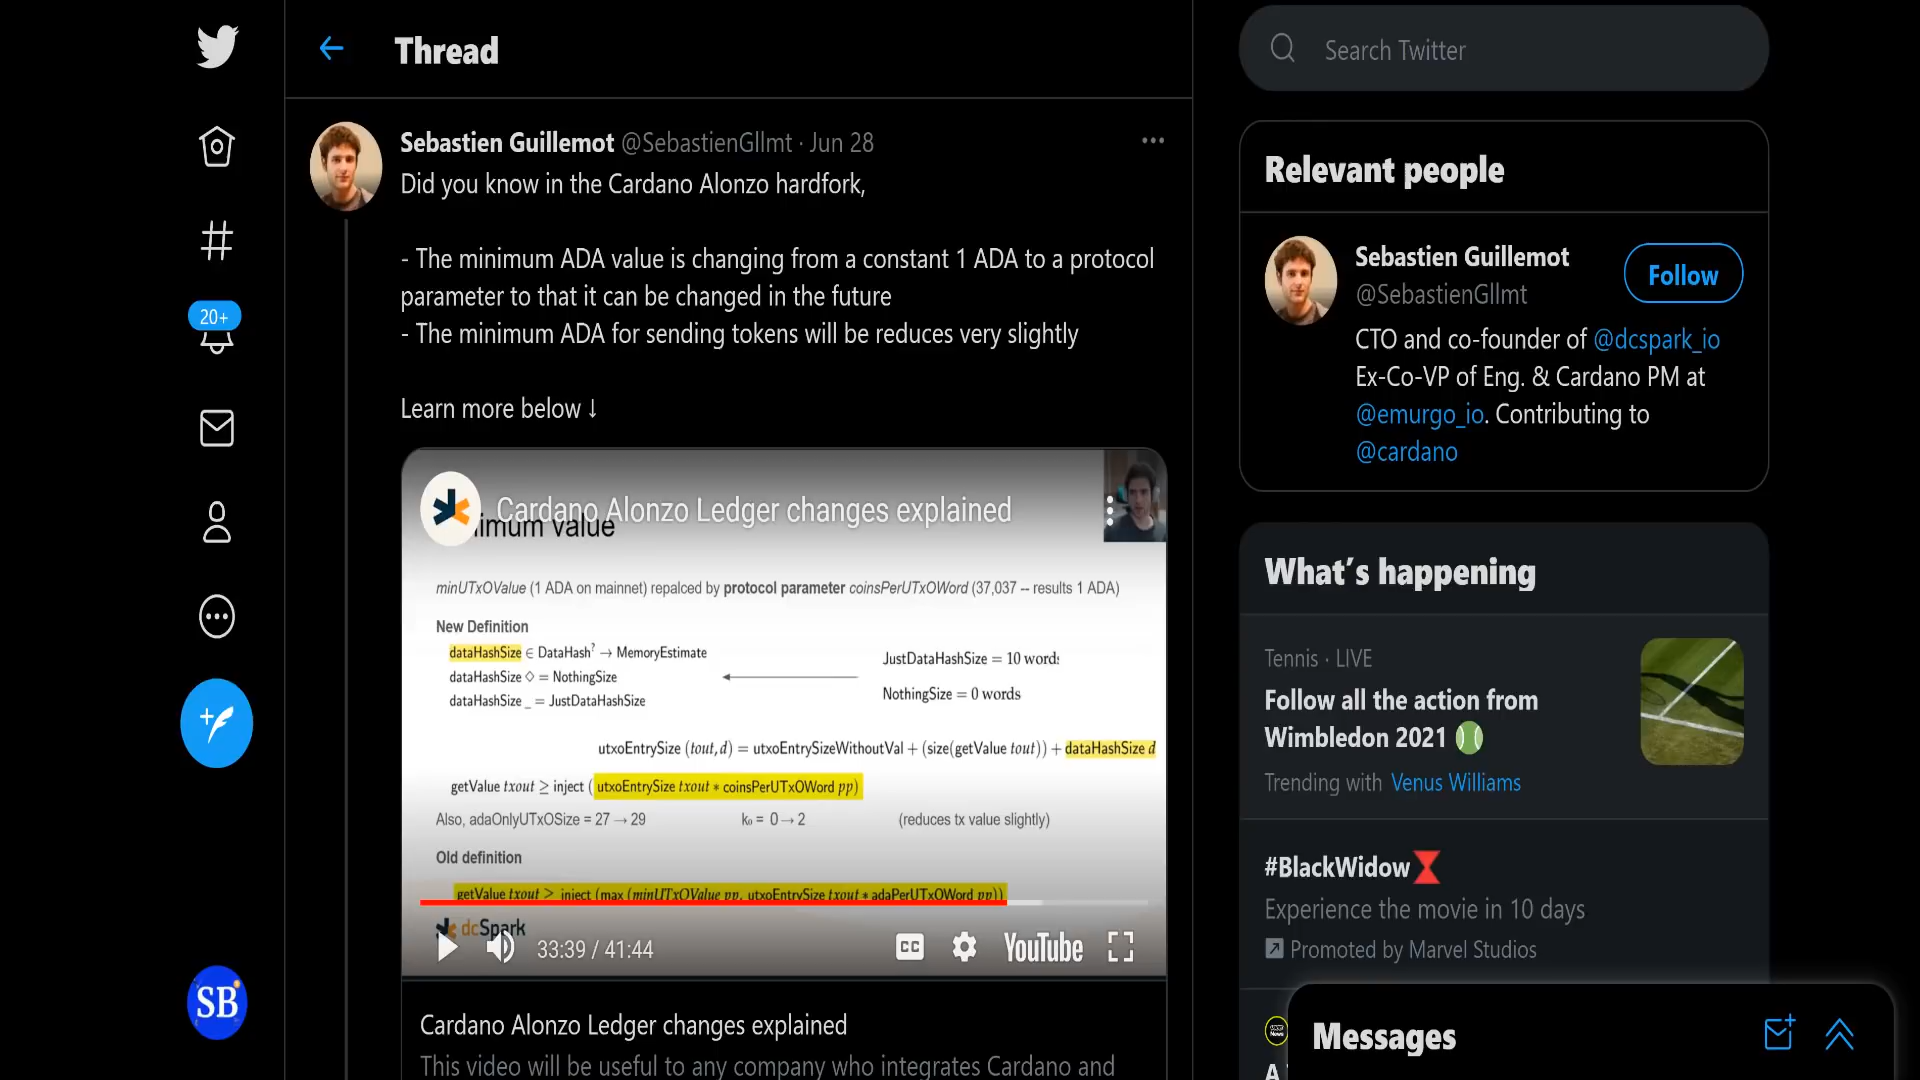 Thread
Search Twitter
Sebastien Guillemot @SebastienGllmt · Jun 28
Did you know in the Cardano Alonzo hardfork,
- The minimum ADA value is changing from a constant 1 ADA to a protocol
parameter to that it can be changed in the future
- The minimum ADA for sending tokens will be reduces very slightly
Learn more below ↓
Cardano Alonzo Ledger changes explained
imum value
minUTxOValue (1 ADA on mainnet) repalced by protocol parameter coinsPerUTxOWord (37,037 -- results 1 ADA)
New Definition
dataHashSize ∈ DataHash? → MemoryEstimate
dataHashSize ◇ = NothingSize
dataHashSize _ = JustDataHashSize
JustDataHashSize = 10 words
NothingSize = 0 words
utxoEntrySize (tout, d) = utxoEntrySizeWithoutVal + (size(getValue tout)) + dataHashSize d
getValue txout ≥ inject (utxoEntrySize txout * coinsPerUTxOWord pp)
Also, adaOnlyUTxOSize = 27 → 29 k₀ = 0 → 2 (reduces tx value slightly)
Old definition
getValue txout ≥ inject (max (minUTxOValue pp, utxoEntrySize txout * adaPerUTxOWord pp))
dcSpark
33:39 / 41:44
CC
YouTube
Cardano Alonzo Ledger changes explained
This video will be useful to any company who integrates Cardano and
20+
SB
Relevant people
Sebastien Guillemot
@SebastienGllmt
Follow
CTO and co-founder of @dcspark_io
Ex-Co-VP of Eng. & Cardano PM at
@emurgo_io. Contributing to
@cardano
What's happening
Tennis · LIVE
Follow all the action from
Wimbledon 2021
Trending with Venus Williams
#BlackWidow
Experience the movie in 10 days
Promoted by Marvel Studios
Messages